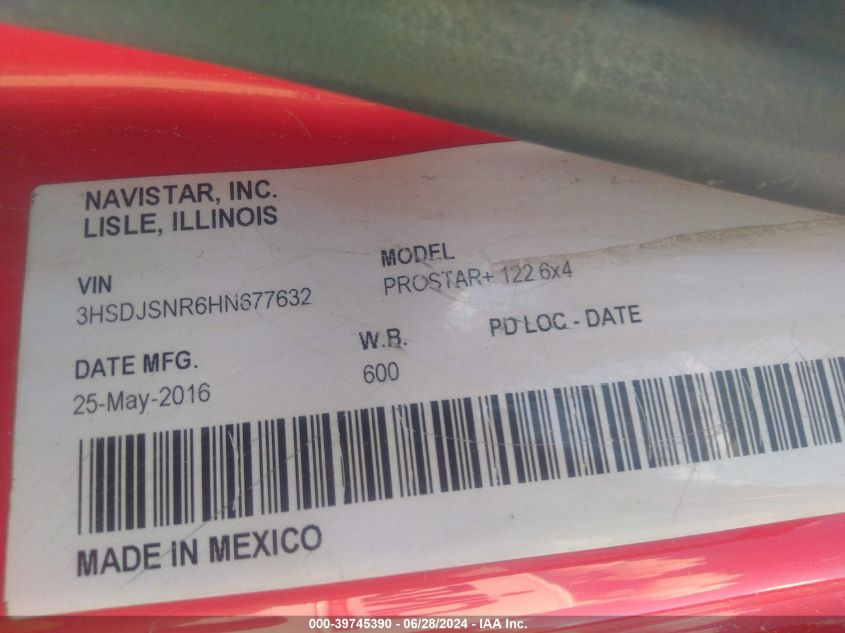 NAVISTAR, INC.
LISLE, ILLINOIS
VIN
3HSDJSNR6HN677632
MODEL
PROSTAR+ 122 6x4
DATE MFG.
25-May-2016
W.B.
600
PD LOC - DATE
MADE IN MEXICO
000-39745390 - 06/28/2024 - IAA Inc.